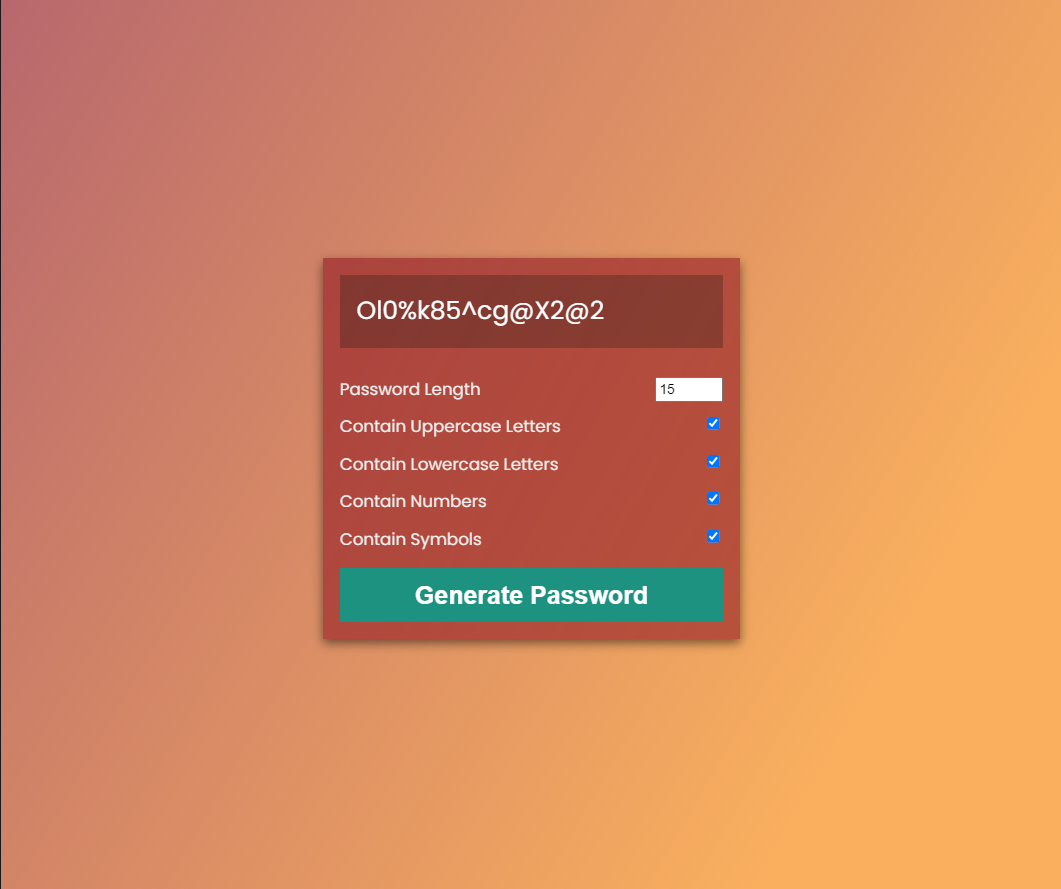 Ol0%k85^cg@X2@2
Password Length 15
Contain Uppercase Letters
Contain Lowercase Letters
Contain Numbers
Contain Symbols
Generate Password